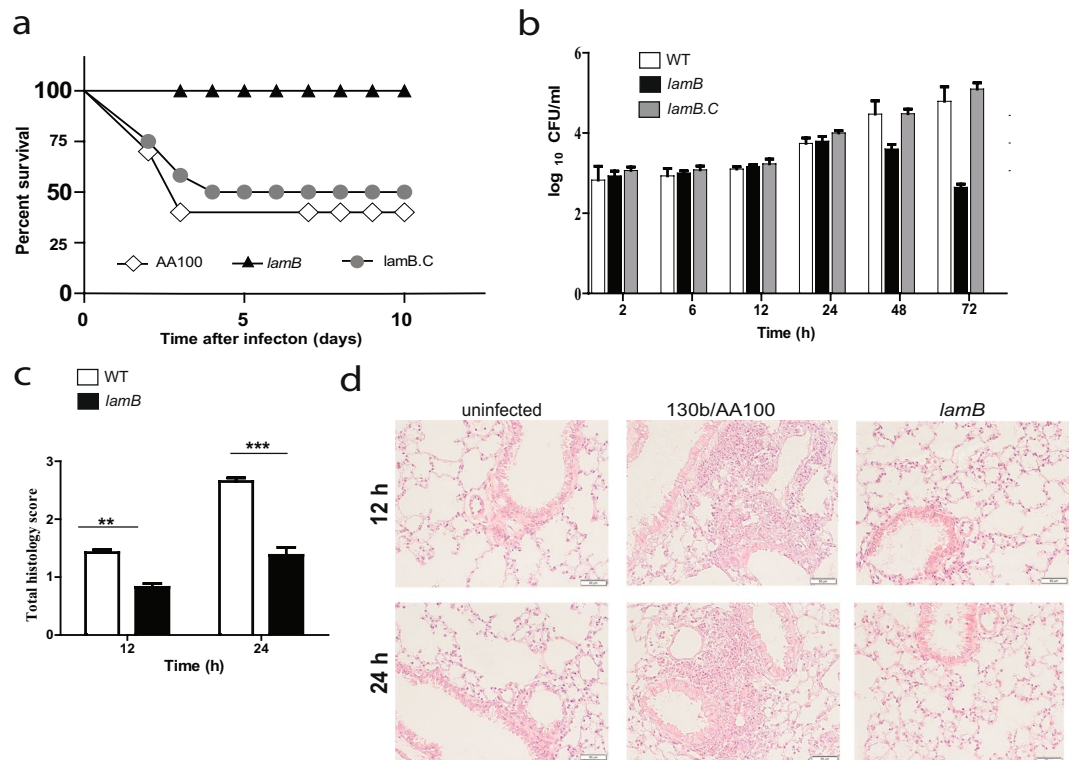 a
100
75
50
25
0
Percent survival
AA100
lamB
lamB.C
0
5
10
Time after infecton (days)
b
WT
lamB
lamB.C
6
4
2
0
log 10 CFU/ml
2
6
12
24
48
72
Time (h)
c
WT
lamB
3
2
1
0
Total histology score
**
***
12
24
Time (h)
d
uninfected
130b/AA100
lamB
12 h
24 h